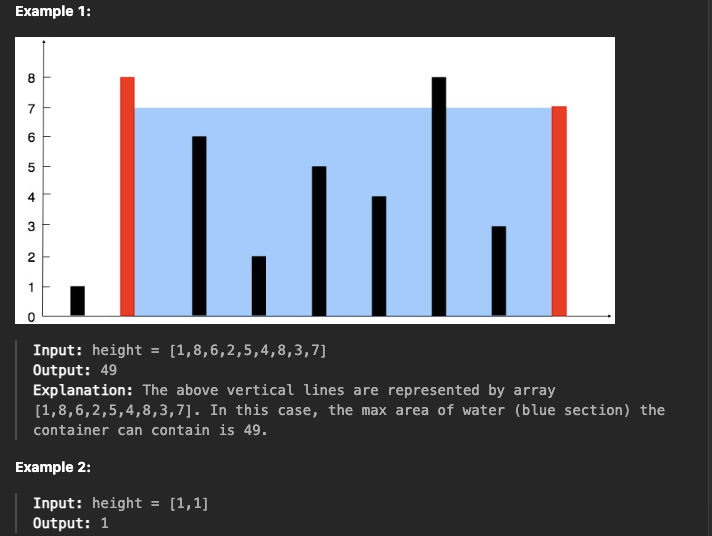 Example 1:
8
7
6
5
4
3
2
1
0
Input: height = [1,8,6,2,5,4,8,3,7]
Output: 49
Explanation: The above vertical lines are represented by array
[1,8,6,2,5,4,8,3,7]. In this case, the max area of water (blue section) the
container can contain is 49.
Example 2:
Input: height = [1,1]
Output: 1